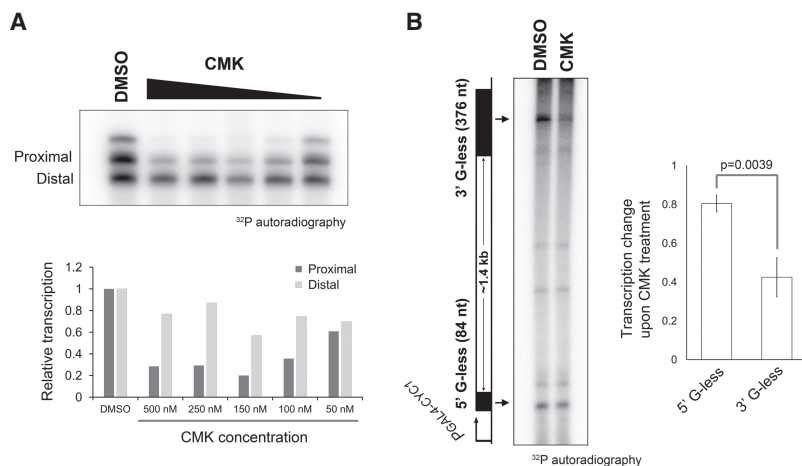 A
DMSO
CMK
Proximal
Distal
32P autoradiography
Relative transcription
1.2
1
0.8
0.6
0.4
0.2
0
Proximal
Distal
DMSO
500 nM
250 nM
150 nM
100 nM
50 nM
CMK concentration
B
DMSO
CMK
3' G-less (376 nt)
~1.4 kb
5' G-less (84 nt)
PGAL4-CYC1
32P autoradiography
Transcription change
upon CMK treatment
1
0.8
0.6
0.4
0.2
0
p=0.0039
5' G-less
3' G-less